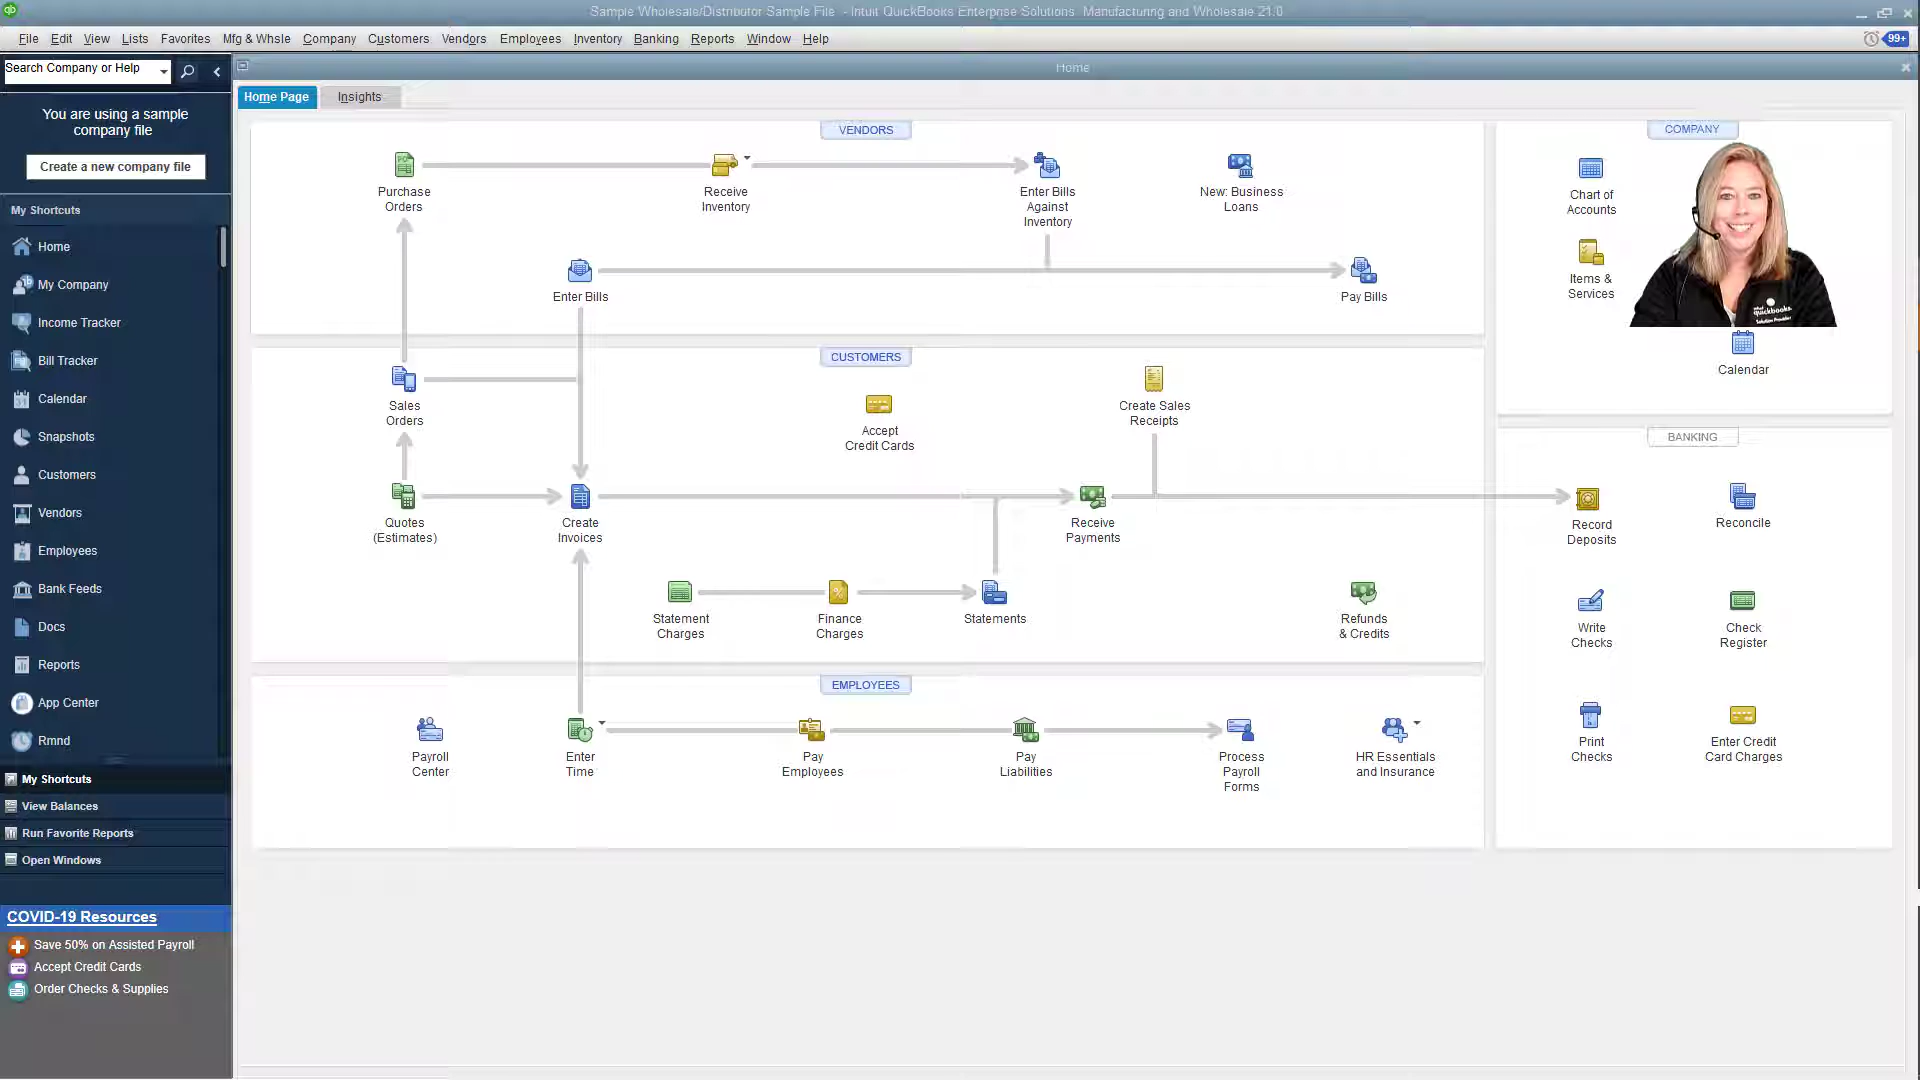 Sample Wholesale/Distributor Sample File - Intuit QuickBooks Enterprise Solutions Manufacturing and Wholesale 21.0
File Edit View Lists Favorites Mfg & Whsle Company Customers Vendors Employees Inventory Banking Reports Window Help
99+
Search Company or Help
Home
Home Page
Insights
You are using a sample
company file
Create a new company file
My Shortcuts
Home
My Company
Income Tracker
Bill Tracker
Calendar
Snapshots
Customers
Vendors
Employees
Bank Feeds
Docs
Reports
App Center
Rmnd
My Shortcuts
View Balances
Run Favorite Reports
Open Windows
COVID-19 Resources
Save 50% on Assisted Payroll
Accept Credit Cards
Order Checks & Supplies
VENDORS
Purchase
Orders
Receive
Inventory
Enter Bills
Against
Inventory
New: Business
Loans
Enter Bills
Pay Bills
CUSTOMERS
Sales
Orders
Accept
Credit Cards
Create Sales
Receipts
Quotes
(Estimates)
Create
Invoices
Receive
Payments
Statement
Charges
Finance
Charges
Statements
Refunds
& Credits
EMPLOYEES
Payroll
Center
Enter
Time
Pay
Employees
Pay
Liabilities
Process
Payroll
Forms
HR Essentials
and Insurance
COMPANY
Chart of
Accounts
Items &
Services
quickbooks.
Solution Provider
Calendar
BANKING
Record
Deposits
Reconcile
Write
Checks
Check
Register
Print
Checks
Enter Credit
Card Charges